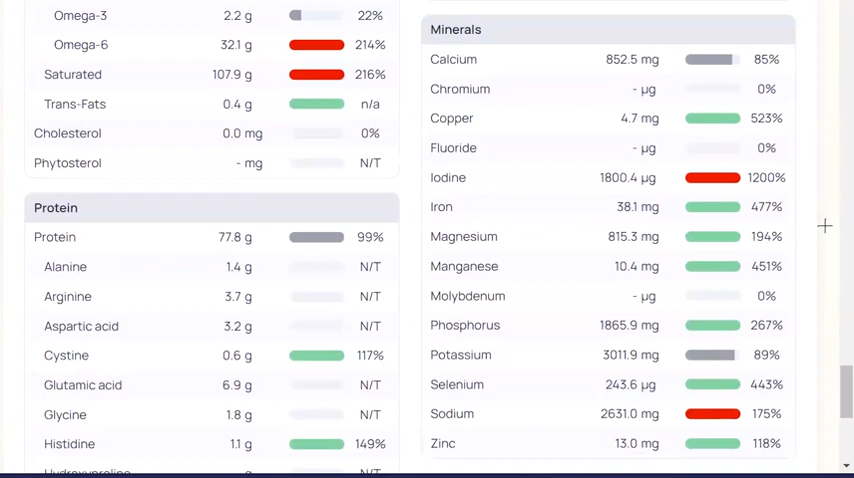 Omega-3 2.2 g 22%
Omega-6 32.1 g 214%
Saturated 107.9 g 216%
Trans-Fats 0.4 g n/a
Cholesterol 0.0 mg 0%
Phytosterol - mg N/T
Protein
Protein 77.8 g 99%
Alanine 1.4 g N/T
Arginine 3.7 g N/T
Aspartic acid 3.2 g N/T
Cystine 0.6 g 117%
Glutamic acid 6.9 g N/T
Glycine 1.8 g N/T
Histidine 1.1 g 149%
Hydroxyproline g N/T
Minerals
Calcium 852.5 mg 85%
Chromium - µg 0%
Copper 4.7 mg 523%
Fluoride - µg 0%
Iodine 1800.4 µg 1200%
Iron 38.1 mg 477%
Magnesium 815.3 mg 194%
Manganese 10.4 mg 451%
Molybdenum - µg 0%
Phosphorus 1865.9 mg 267%
Potassium 3011.9 mg 89%
Selenium 243.6 µg 443%
Sodium 2631.0 mg 175%
Zinc 13.0 mg 118%